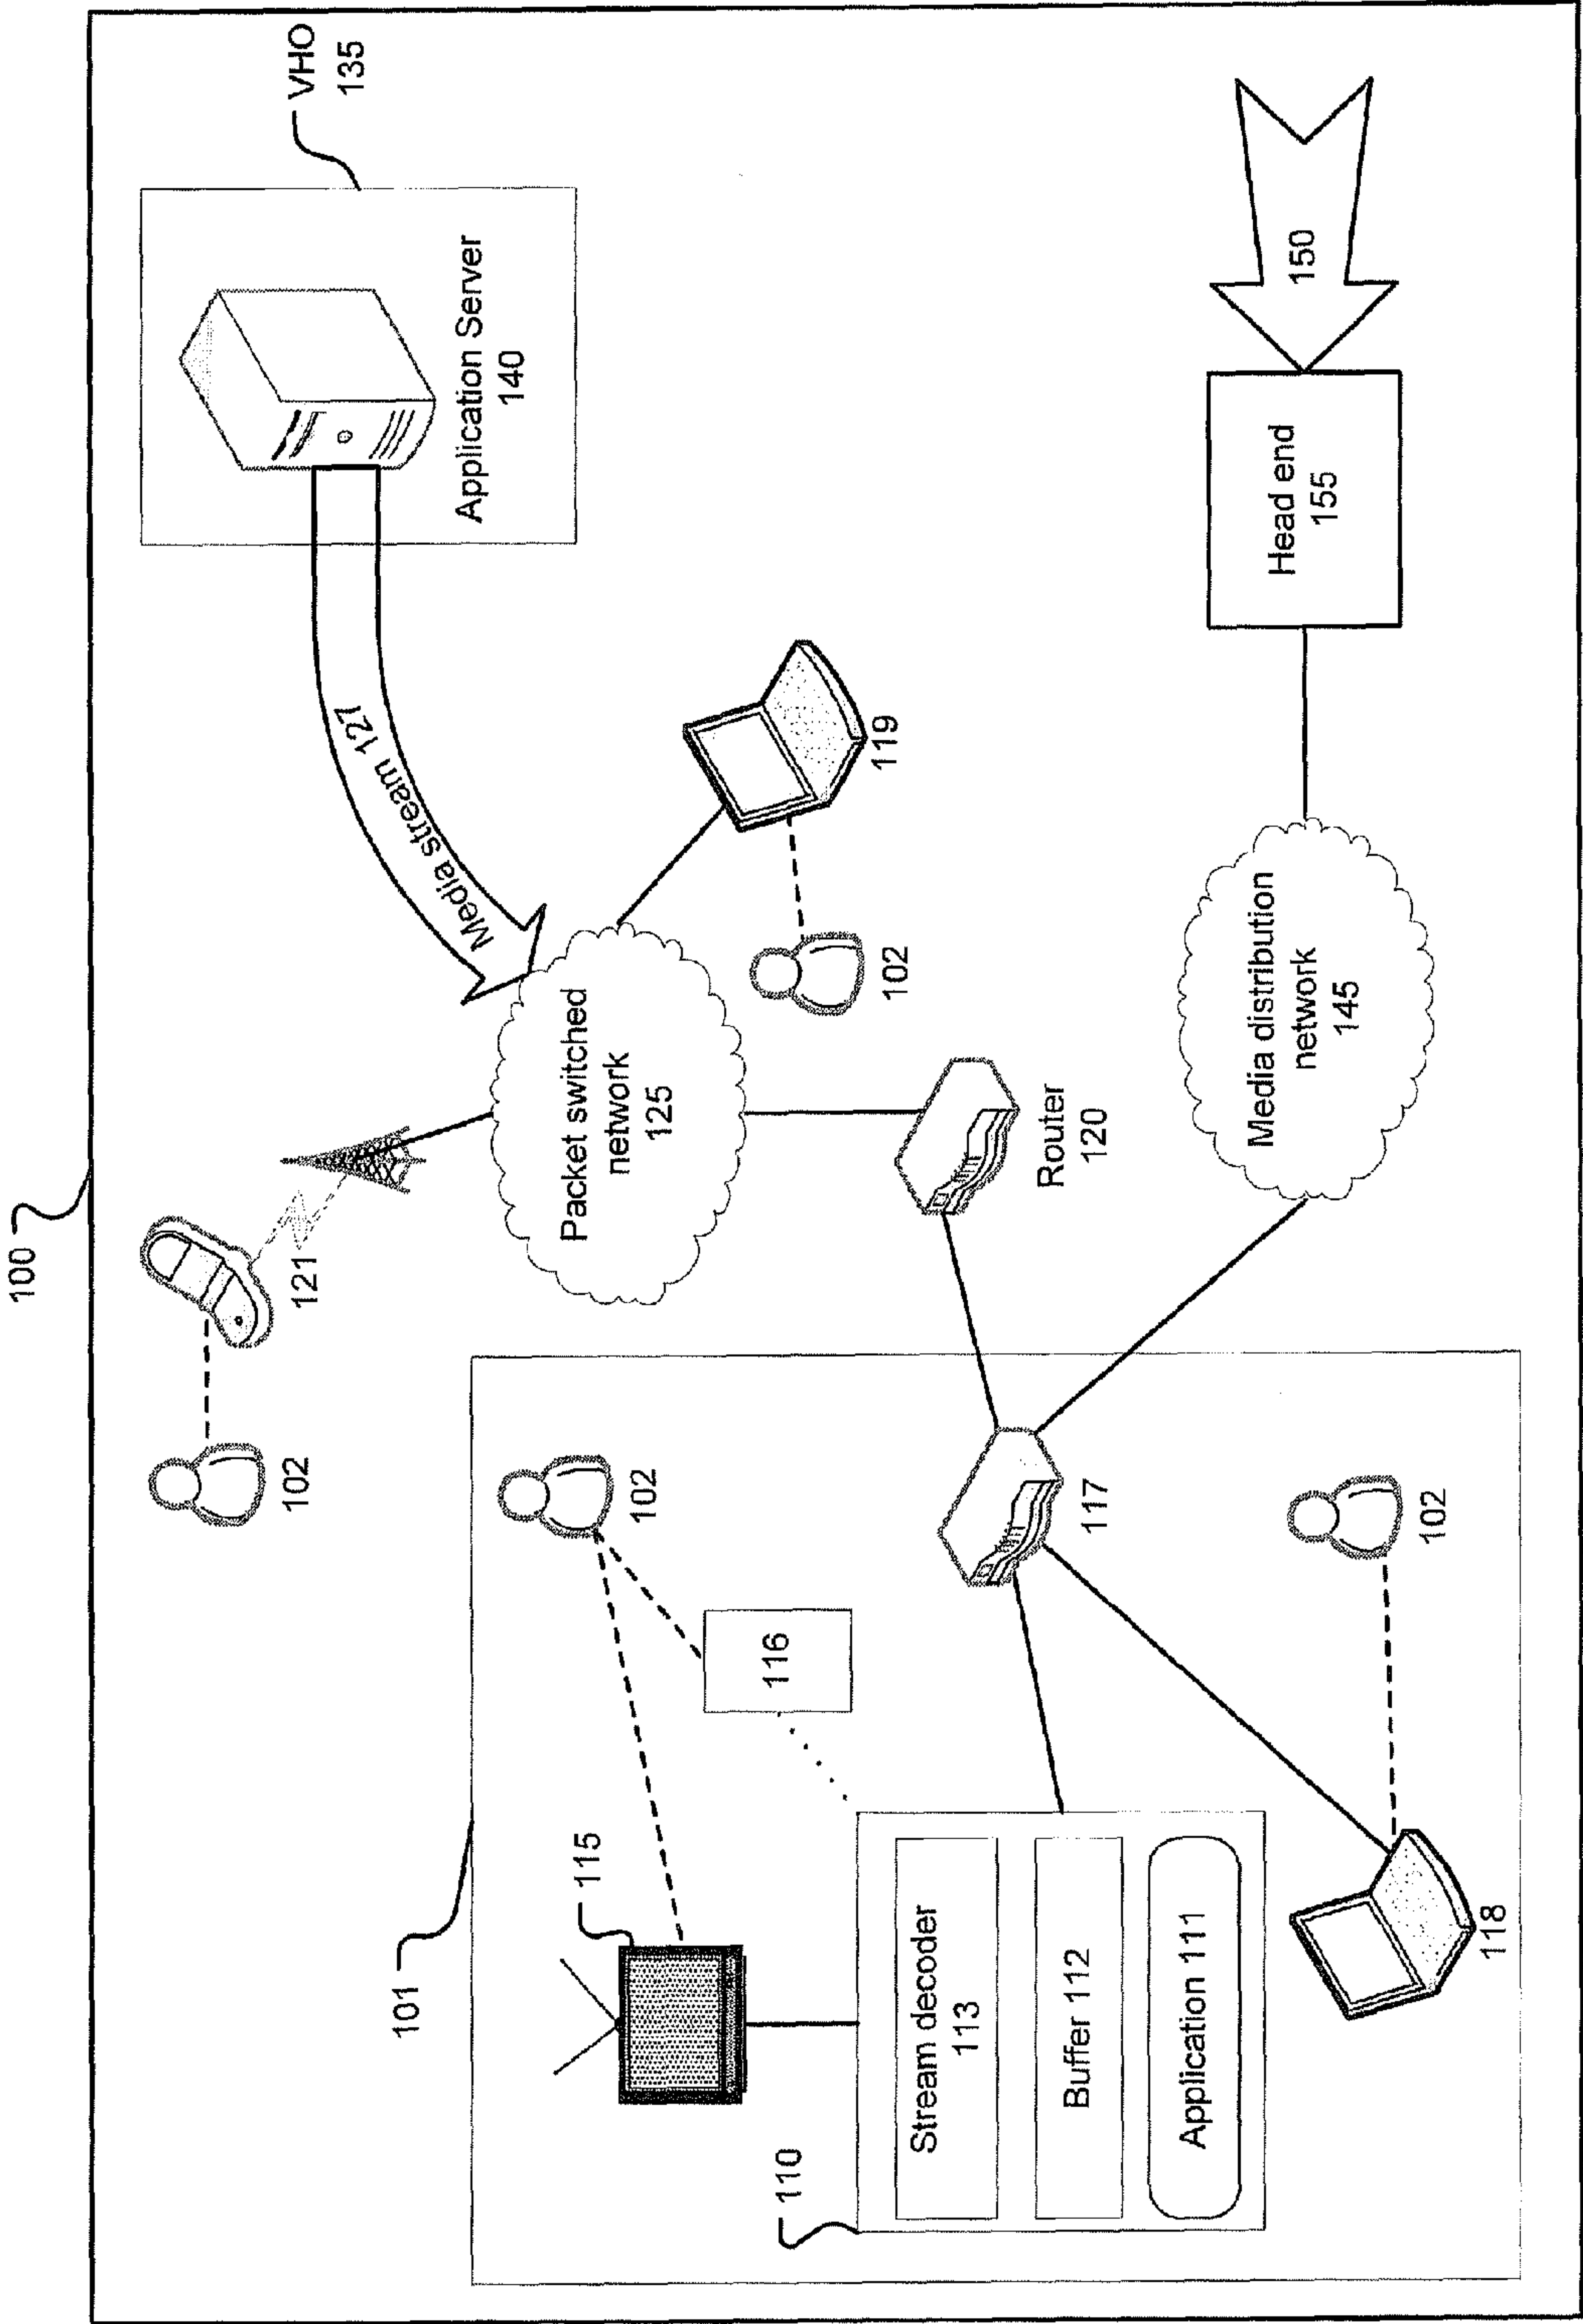 100
102
121
VHO
135
Media stream 127
101
Application Server
140
115
Packet switched
network
125
102
116
110
102
119
Stream decoder
113
Router
120
117
Buffer 112
Application 111
Media distribution
network
145
Head end
155
150
102
118